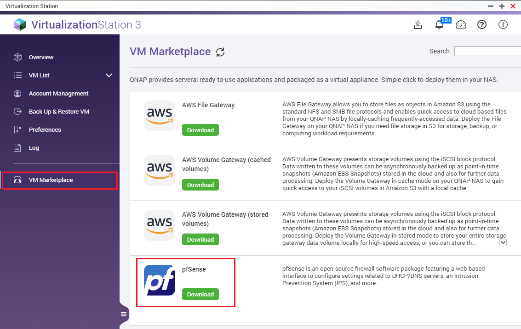 Virtualization Station
VirtualizationStation 3
10+
VM Marketplace
Search
Overview
VM List
Account Management
Back Up & Restore VM
Preferences
Log
VM Marketplace
QNAP provides serveral ready-to use applications and packaged as a virtual appliance. Simple click to deploy them in your NAS.
aws
AWS File Gateway
Download
AWS File Gateway allows you to store files as objects in Amazon S3 using the
standard NFS and SMB file protocols and enables quick access to cloud based files
from your QNAP NAS by locally-caching frequently-accessed data. Deploy the File
Gateway on your QNAP NAS if you need file storage in S3 for storage, backup, or
computing workload requirements.
aws
AWS Volume Gateway (cached
volumes)
Download
AWS Volume Gateway presents storage volumes using the iSCSI block protocol.
Data written to these volumes can be asynchronously backed up as point-in-time
snapshots (Amazon EBS Snapshots) stored in the cloud and also for further data
processing. Deploy the Volume Gateway in cache mode on your QNAP NAS to gain
quick access to your iSCSI volumes in Amazon S3 with a local cache
aws
AWS Volume Gateway (stored
volumes)
Download
AWS Volume Gateway presents storage volumes using the iSCSI block protocol.
Data written to these volumes can be asynchronously backed up as point-in-time
snapshots (Amazon EBS Snapshots) stored in the cloud and also for further data
processing. Deploy the Volume Gateway in stored mode to store your entire storage
gateway data volume locally for high-speed access, or you can store th...
pf
pfSense
Download
pfSense is an open source firewall software package featuring a web based
interface to configure settings related to DHCP/DNS servers, an Intrusion
Prevention System (IPS), and more.